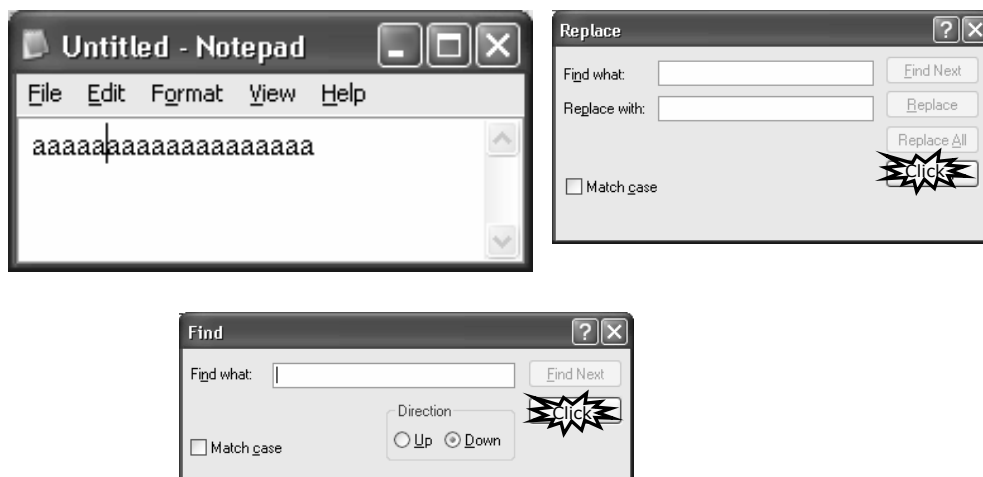 Untitled - Notepad
File Edit Format View Help
aaaaaaaaaaaaaaaaaaa
Replace
Find what:
Find Next
Replace with:
Replace
Replace All
Click
Match case
Find
Find what:
Find Next
Direction
Click
Up Down
Match case